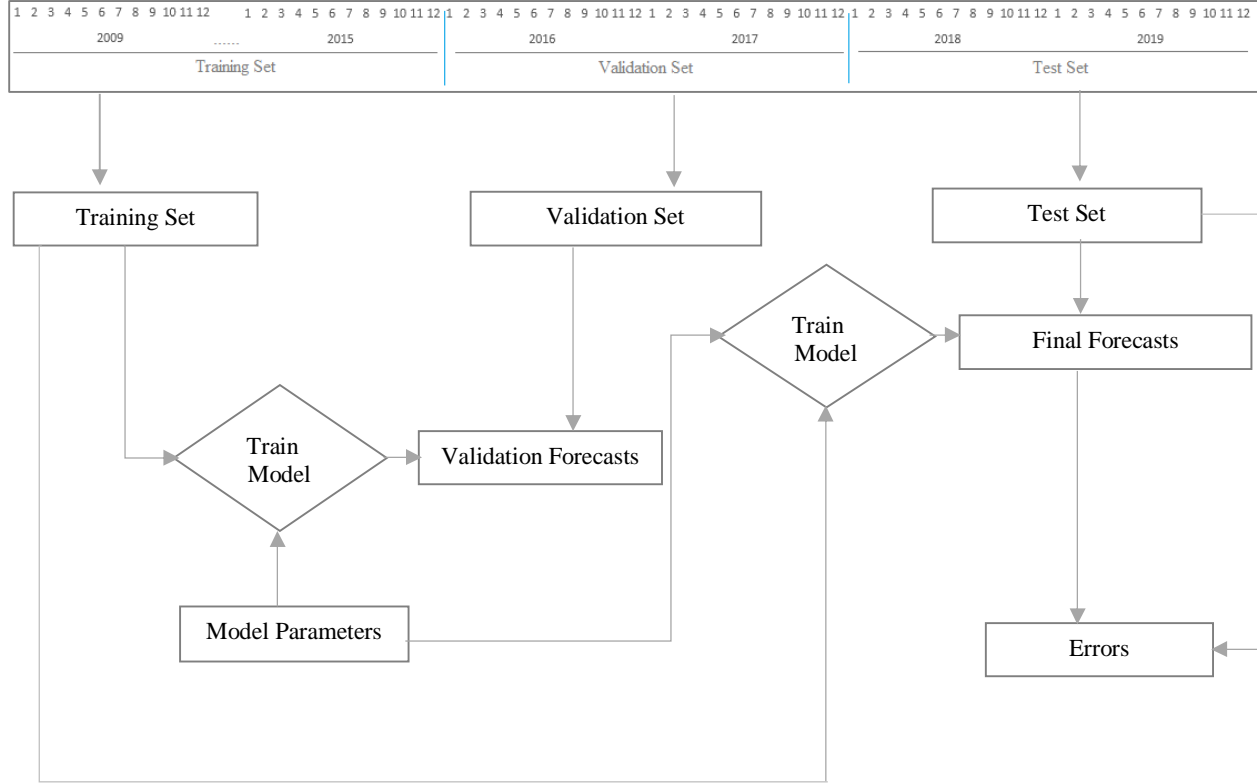 1 2 3 4 5 6 7 8 9 10 11 12 1 2 3 4 5 6 7 8 9 10 11 12 1 2 3 4 5 6 7 8 9 10 11 12 1 2 3 4 5 6 7 8 9 10 11 12 1 2 3 4 5 6 7 8 9 10 11 12 1 2 3 4 5 6 7 8 9 10 11 12
2009 ...... 2015 2016 2017 2018 2019
Training Set Validation Set Test Set
Training Set Validation Set Test Set
Train
Model
Final Forecasts
Train
Model
Validation Forecasts
Model Parameters
Errors